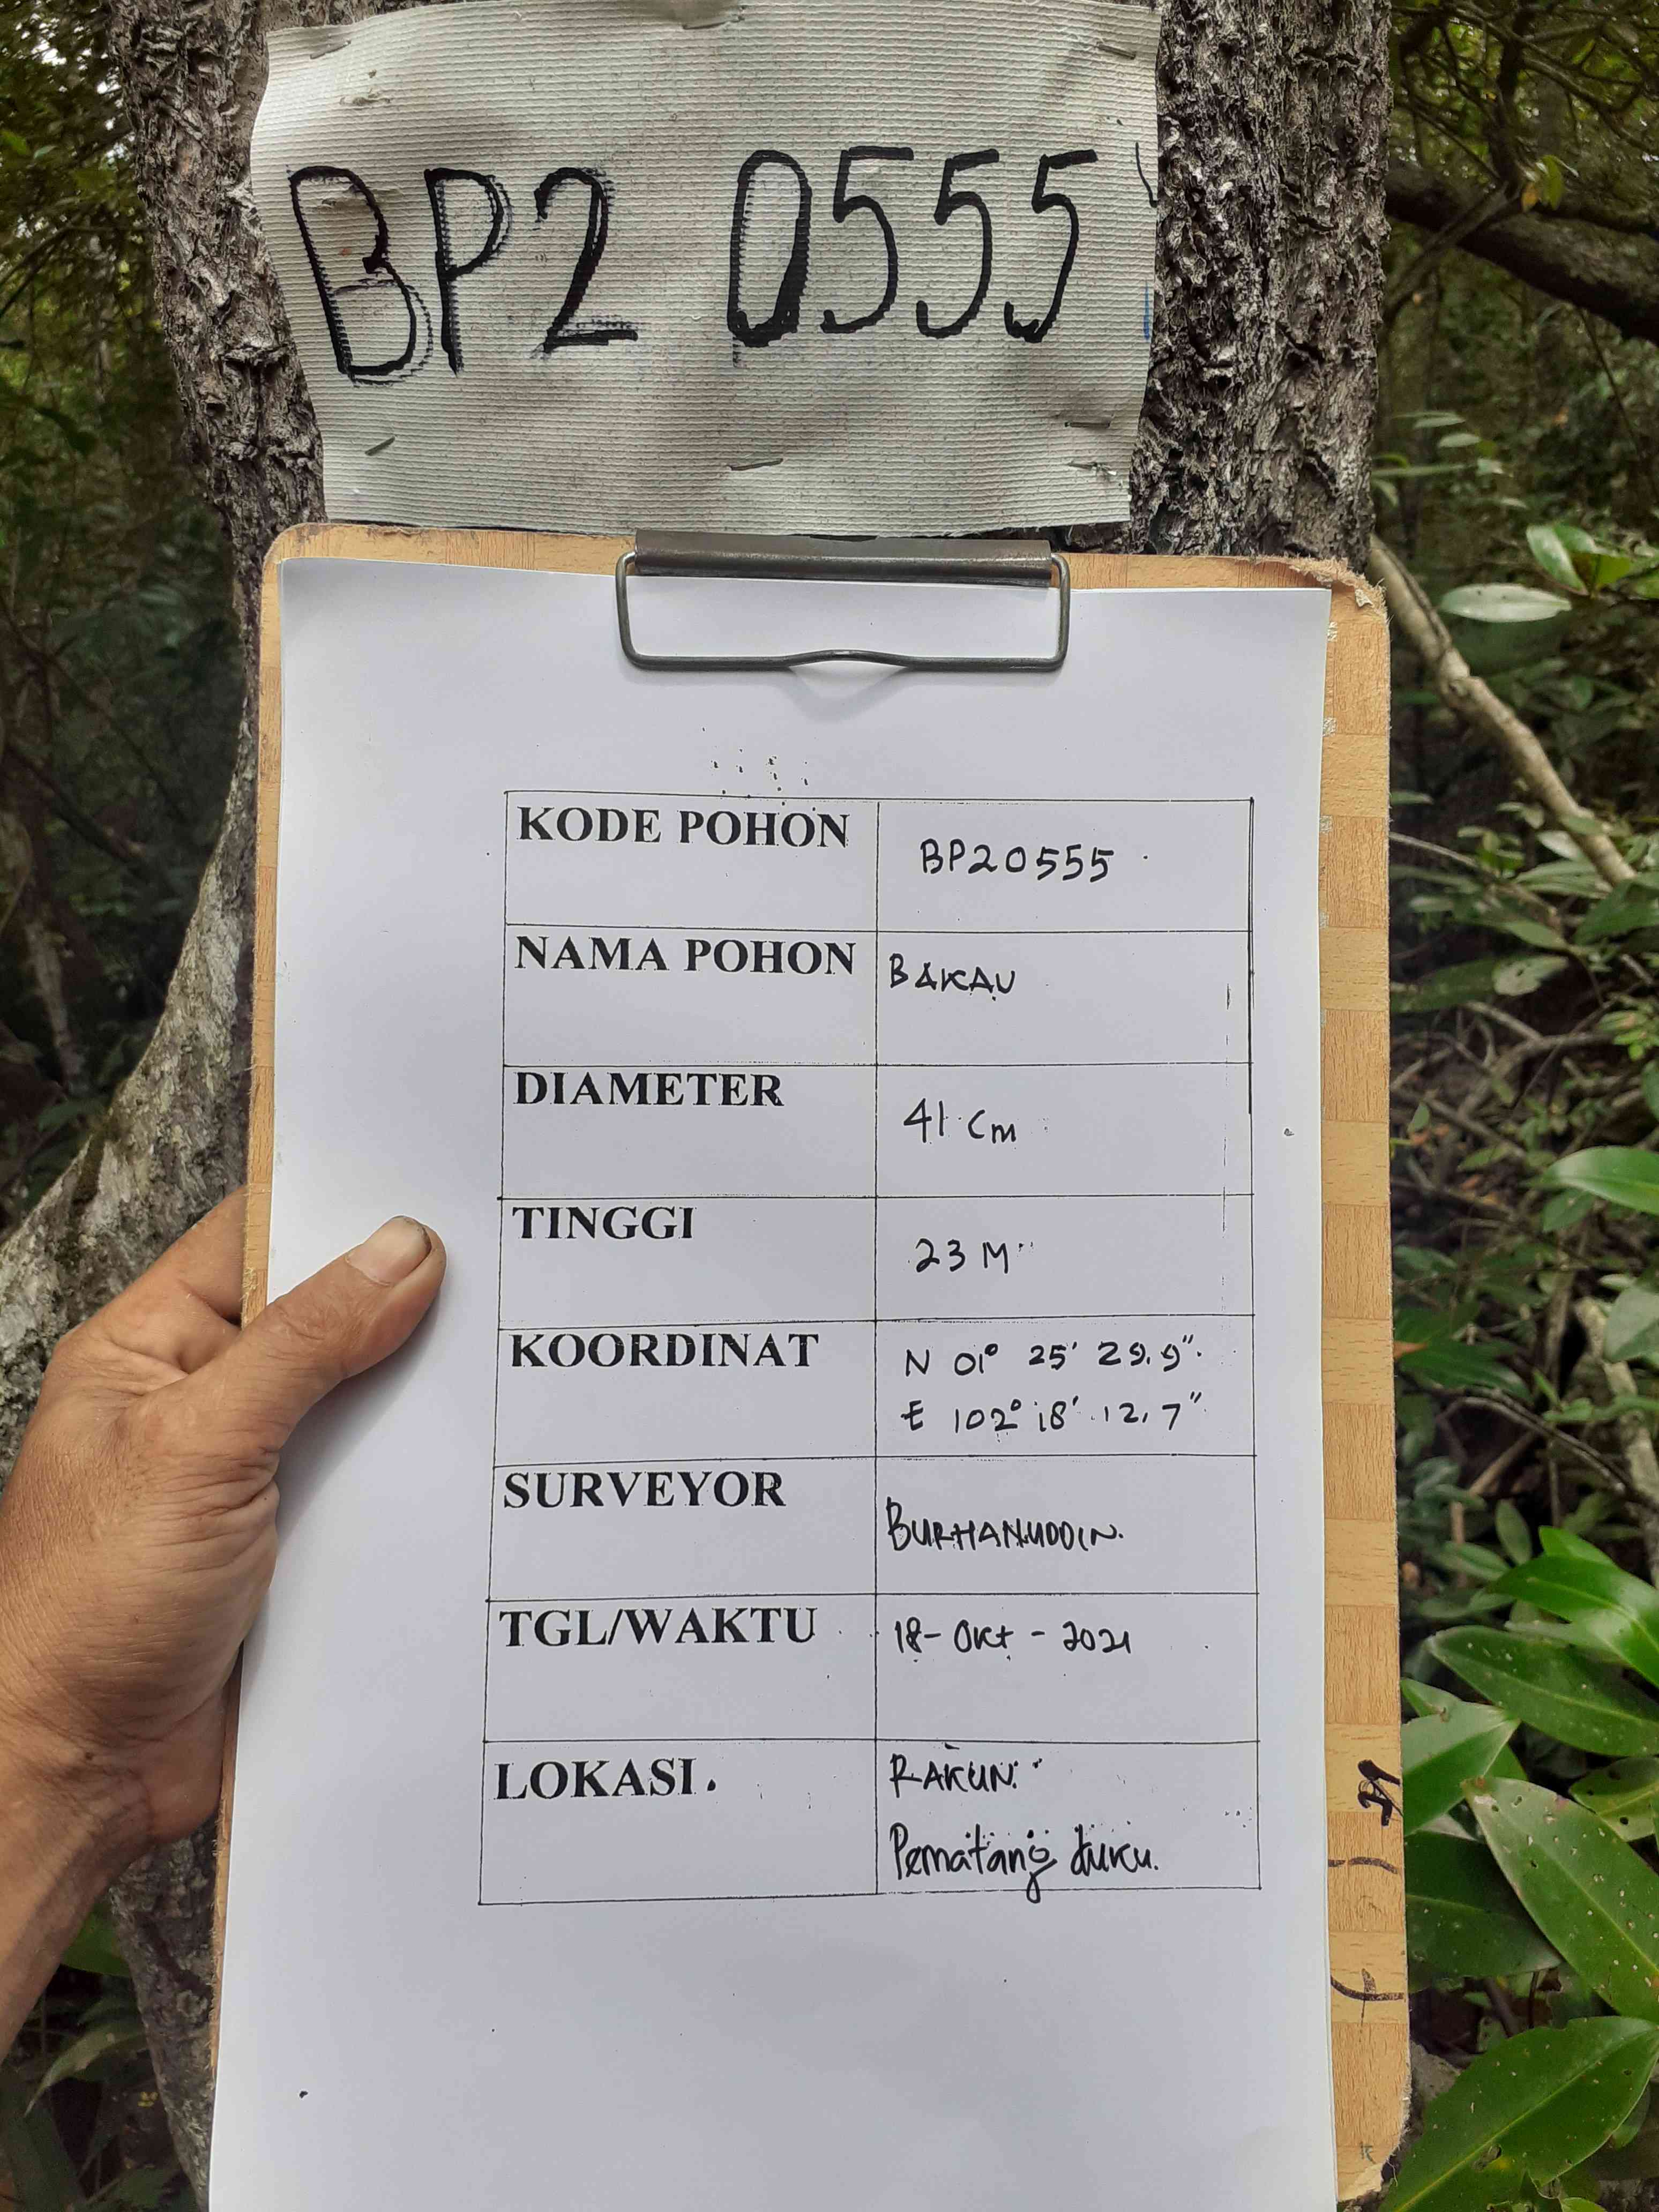 BP2 0555
KODE POHON BP20555
NAMA POHON BAKAU
DIAMETER 41 Cm
TINGGI 23 M
KOORDINAT N 01° 25' 29.9"
E 102° 18' 12,7"
SURVEYOR BURHANUDDIN.
TGL/WAKTU 18-Okt-2021
LOKASI. RAKUN.
Pematang duku.